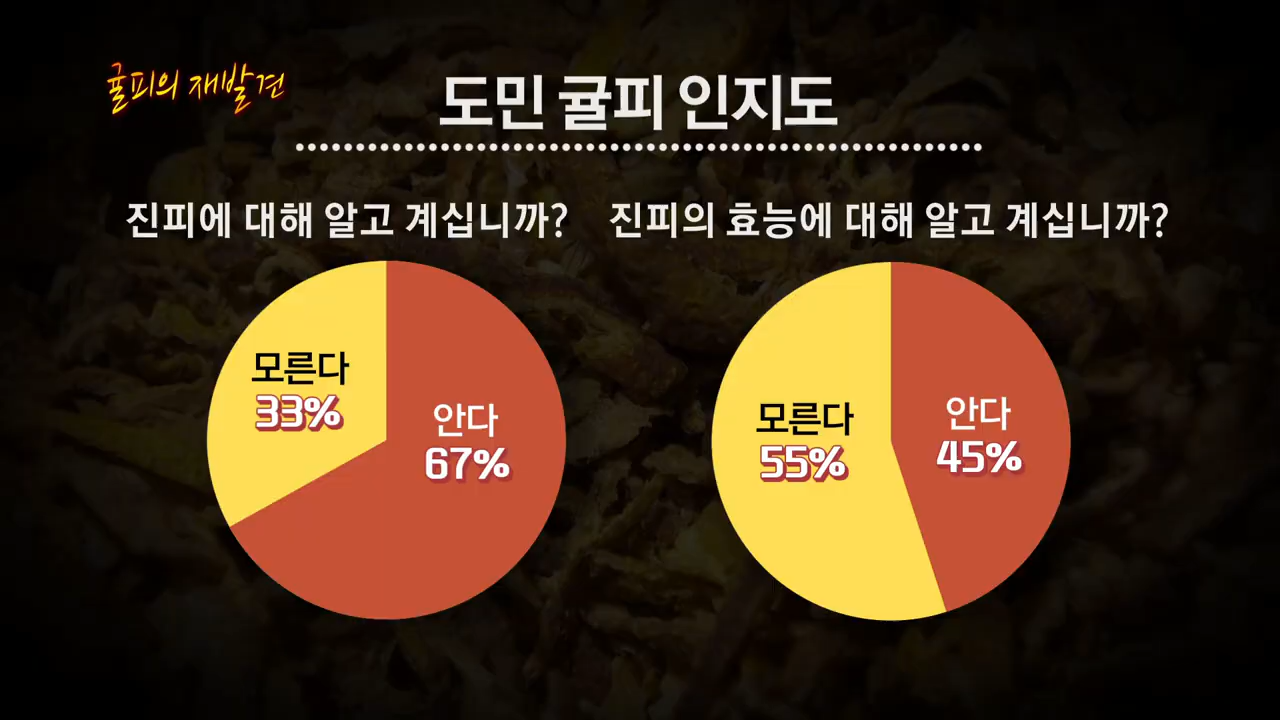 귤피의 재발견
도민 귤피 인지도
진피에 대해 알고 계십니까?
진피의 효능에 대해 알고 계십니까?
모른다
33%
안다
67%
모른다
55%
안다
45%